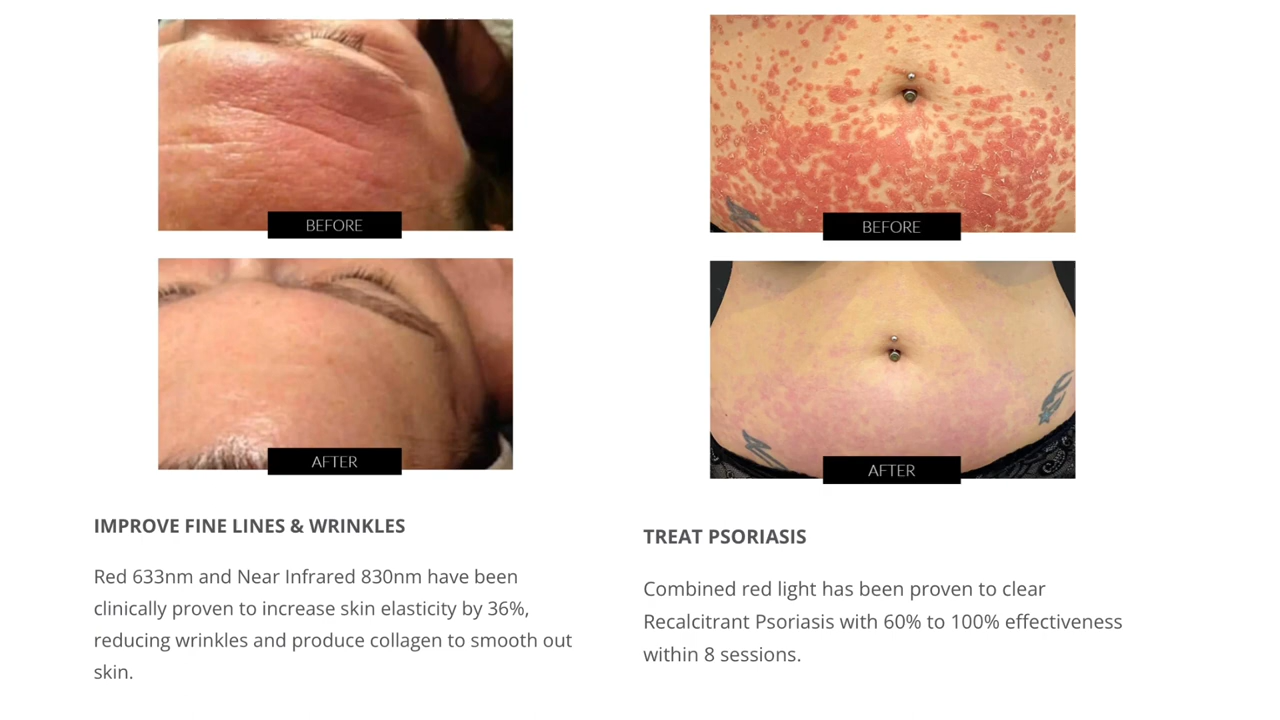 BEFORE
AFTER
IMPROVE FINE LINES & WRINKLES
Red 633nm and Near Infrared 830nm have been
clinically proven to increase skin elasticity by 36%,
reducing wrinkles and produce collagen to smooth out
skin.
BEFORE
AFTER
TREAT PSORIASIS
Combined red light has been proven to clear
Recalcitrant Psoriasis with 60% to 100% effectiveness
within 8 sessions.